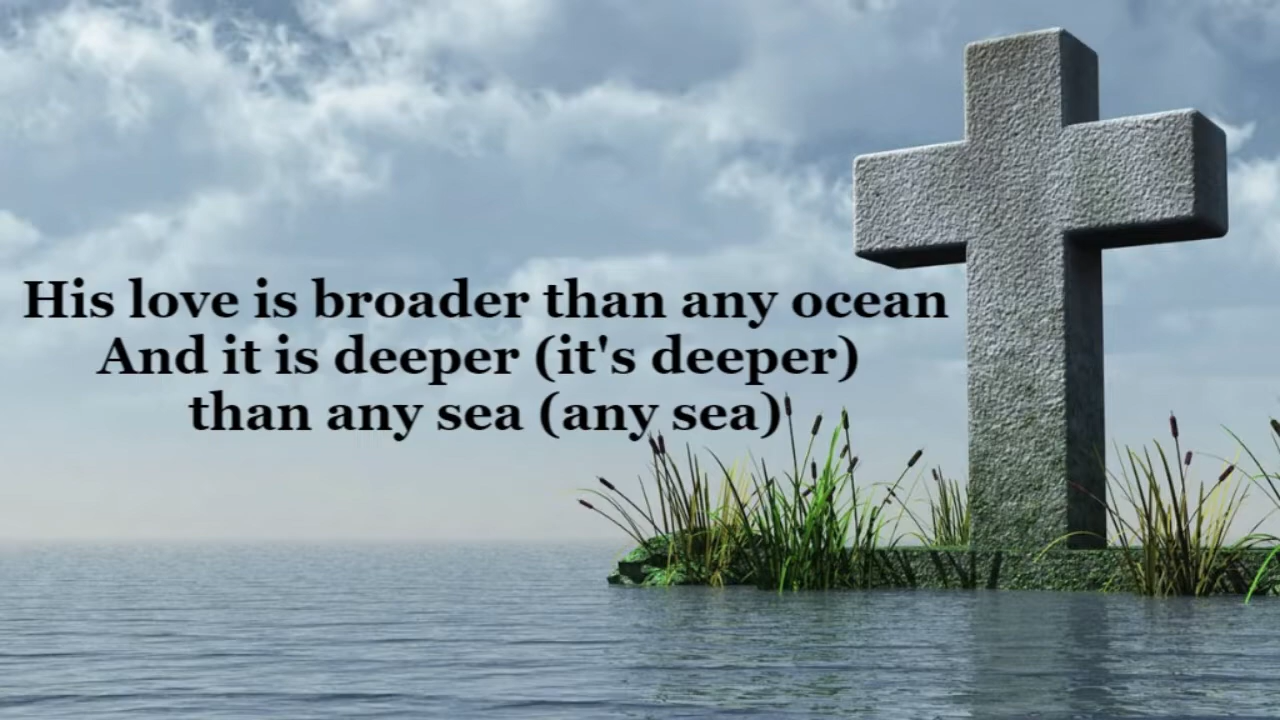 His love is broader than any ocean
And it is deeper (it's deeper)
than any sea (any sea)